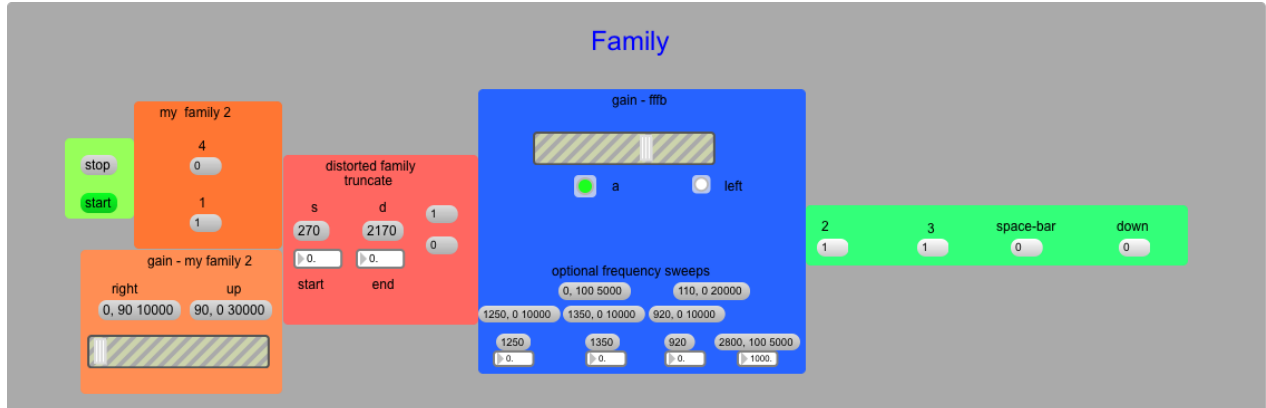 Family
stop
start
my family 2
4
0
1
1
gain - my family 2
right up
0, 90 10000 90, 0 30000
distorted family
truncate
s d
270 2170
1
0
0. 0.
start end
gain - fffb
a left
optional frequency sweeps
0, 100 5000 110, 0 20000
1250, 0 10000 1350, 0 10000 920, 0 10000
1250 1350 920 2800, 100 5000
0. 0. 0. 1000.
2 3 space-bar down
1 1 0 0